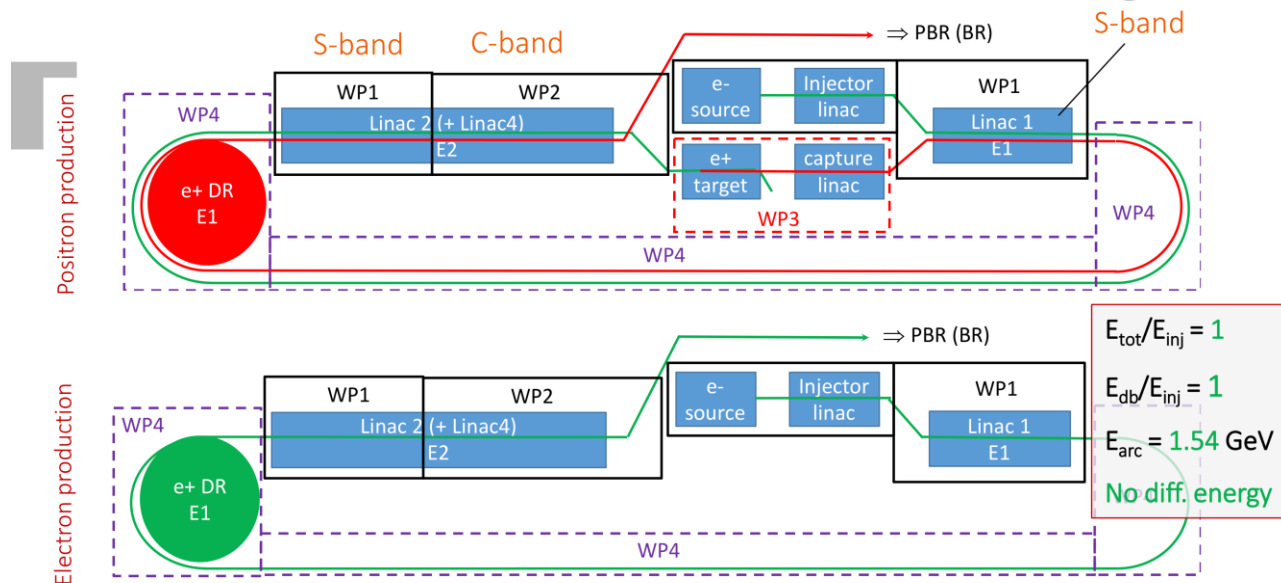 S-band
C-band
⇒ PBR (BR)
S-band
Positron production
WP4
WP1
WP2
Linac 2 (+ Linac4)
E2
e-
source
Injector
linac
WP1
Linac 1
E1
e+ DR
E1
e+
target
capture
linac
WP3
WP4
WP4
Electron production
⇒ PBR (BR)
WP4
WP1
WP2
Linac 2 (+ Linac4)
E2
e-
source
Injector
linac
WP1
Linac 1
E1
e+ DR
E1
WP4
E_tot/E_inj = 1
E_db/E_inj = 1
E_arc = 1.54 GeV
No diff. energy